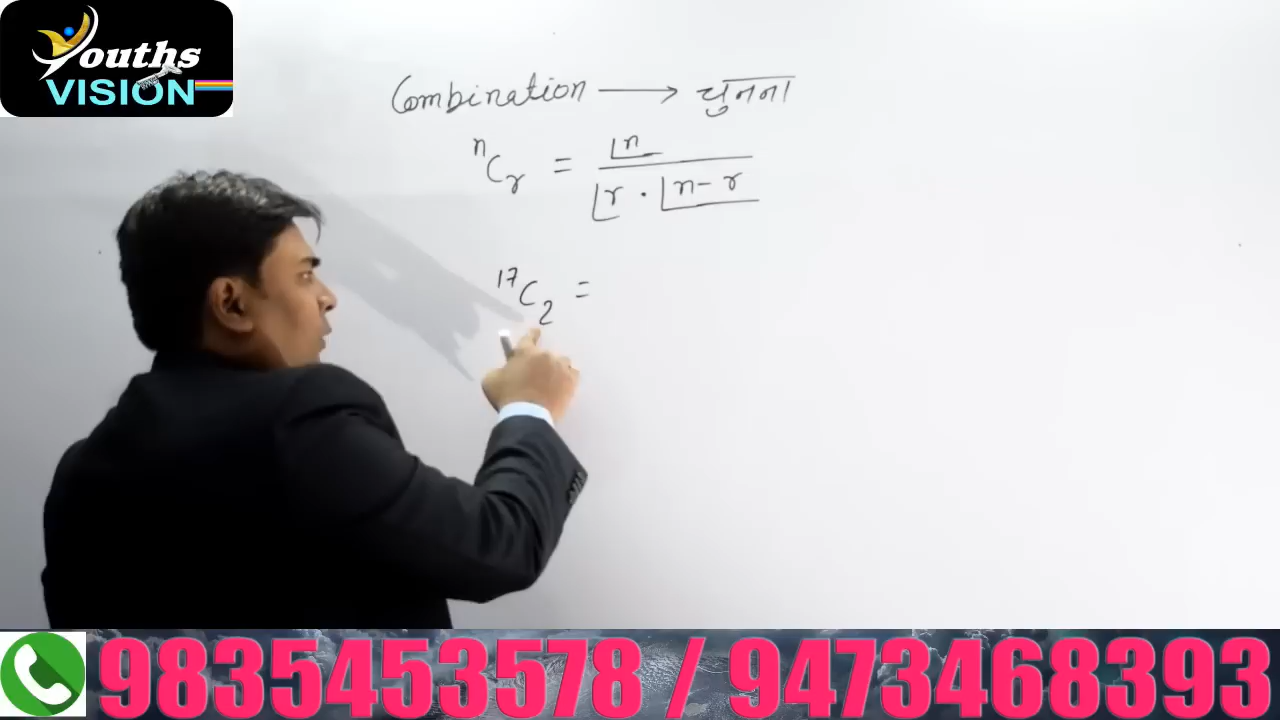 Youths
VISION
Combination → चुनना
ⁿCᵣ = ⌊n / ⌊r · ⌊n - r
¹⁷C₂ =
9835453578 / 9473468393